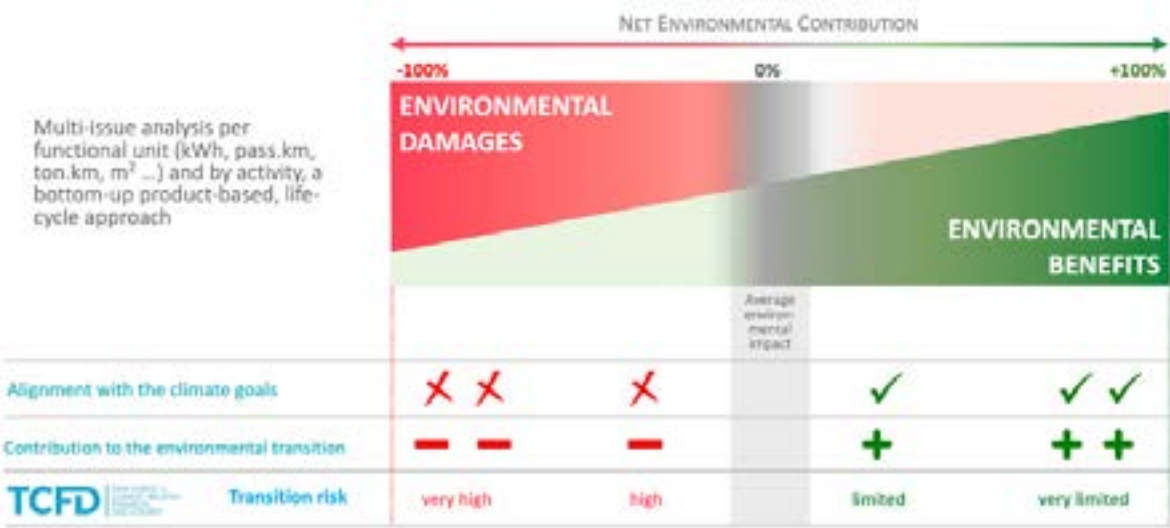 NET ENVIRONMENTAL CONTRIBUTION
-100%
0%
+100%
ENVIRONMENTAL
DAMAGES
Multi-issue analysis per
functional unit (kWh, pass.km,
ton.km, m² ...) and by activity, a
bottom-up product-based, life-
cycle approach
ENVIRONMENTAL
BENEFITS
Average
environ-
mental
impact
Alignment with the climate goals
Contribution to the environmental transition
TCFD
Transition risk
very high
high
limited
very limited